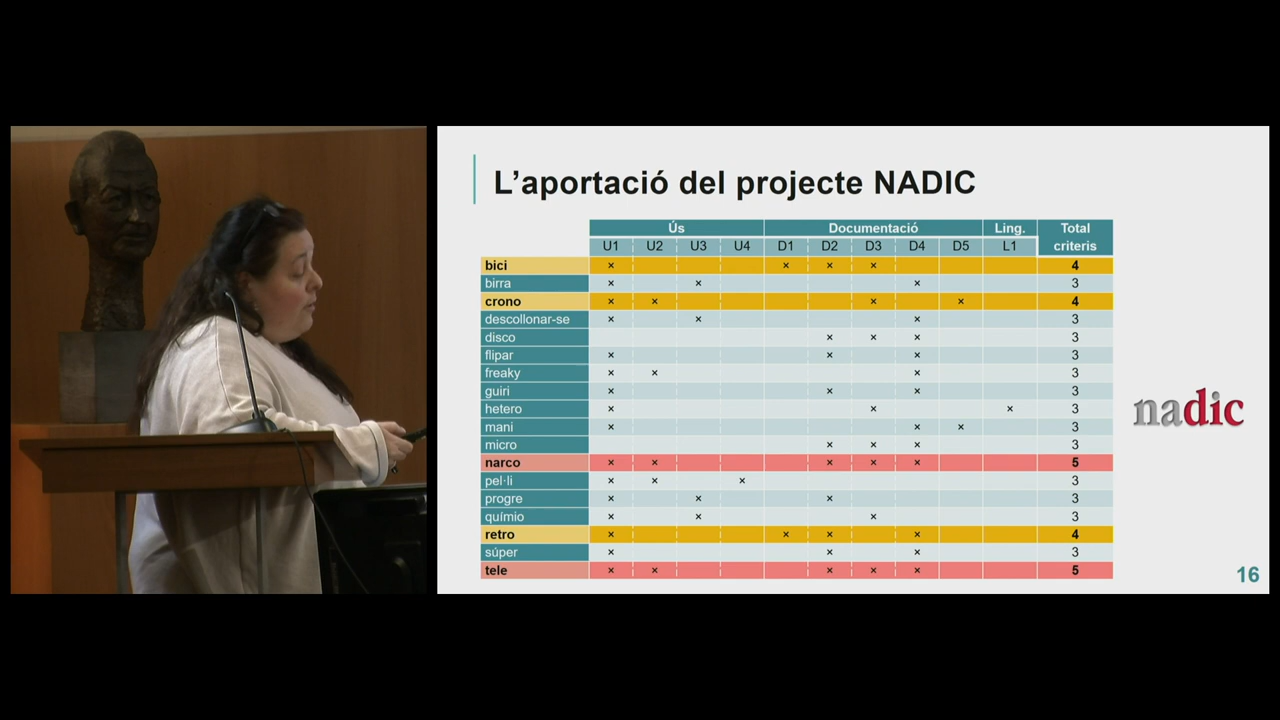 L'aportació del projecte NADIC
Ús Documentació Ling. Total criteris
U1 U2 U3 U4 D1 D2 D3 D4 D5 L1
bici × × × × 4
birra × × × 3
crono × × × × 4
descollonar-se × × × 3
disco × × × 3
flipar × × × 3
freaky × × × 3
guiri × × × 3
hetero × × × 3
mani × × × 3
micro × × × 3
narco × × × × × 5
pel·li × × × 3
progre × × × 3
químio × × × 3
retro × × × × 4
súper × × × 3
tele × × × × × 5
nadic
16